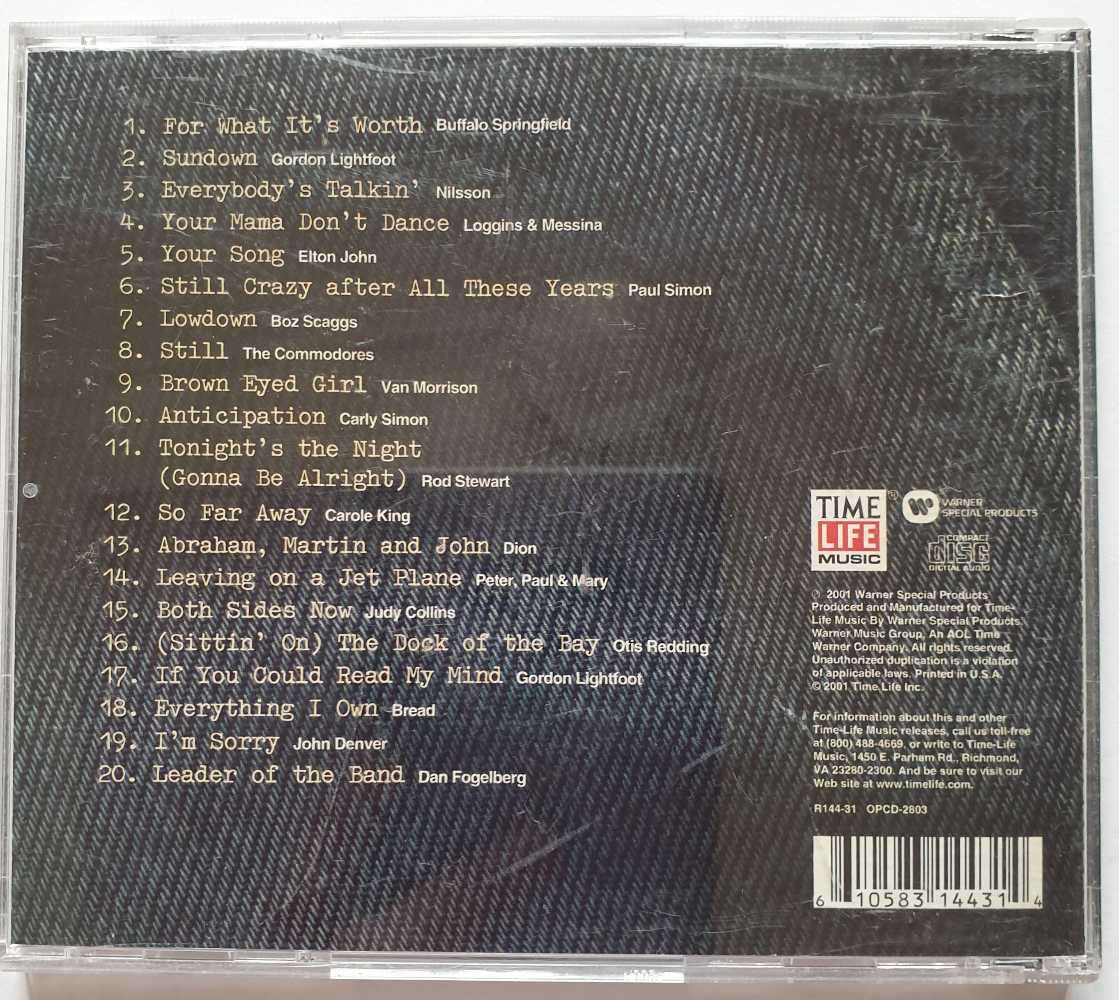 1. For What It's Worth Buffalo Springfield
2. Sundown Gordon Lightfoot
3. Everybody's Talkin' Nilsson
4. Your Mama Don't Dance Loggins & Messina
5. Your Song Elton John
6. Still Crazy after All These Years Paul Simon
7. Lowdown Boz Scaggs
8. Still The Commodores
9. Brown Eyed Girl Van Morrison
10. Anticipation Carly Simon
11. Tonight's the Night
(Gonna Be Alright) Rod Stewart
12. So Far Away Carole King
13. Abraham, Martin and John Dion
14. Leaving on a Jet Plane Peter, Paul & Mary
15. Both Sides Now Judy Collins
16. (Sittin' On) The Dock of the Bay Otis Redding
17. If You Could Read My Mind Gordon Lightfoot
18. Everything I Own Bread
19. I'm Sorry John Denver
20. Leader of the Band Dan Fogelberg
TIME ®
LIFE
MUSIC
WARNER
SPECIAL PRODUCTS
COMPACT
disc
DIGITAL AUDIO
℗ 2001 Warner Special Products
Produced and Manufactured for Time-
Life Music By Warner Special Products.
Warner Music Group, An AOL Time
Warner Company. All rights reserved.
Unauthorized duplication is a violation
of applicable laws. Printed in U.S.A.
© 2001 Time Life Inc.
For information about this and other
Time-Life Music releases, call us toll-free
at (800) 488-4669, or write to Time-Life
Music, 1450 E. Parham Rd., Richmond,
VA 23280-2300. And be sure to visit our
Web site at www.timelife.com.
R144-31 OPCD-2803
6 10583 14431 4